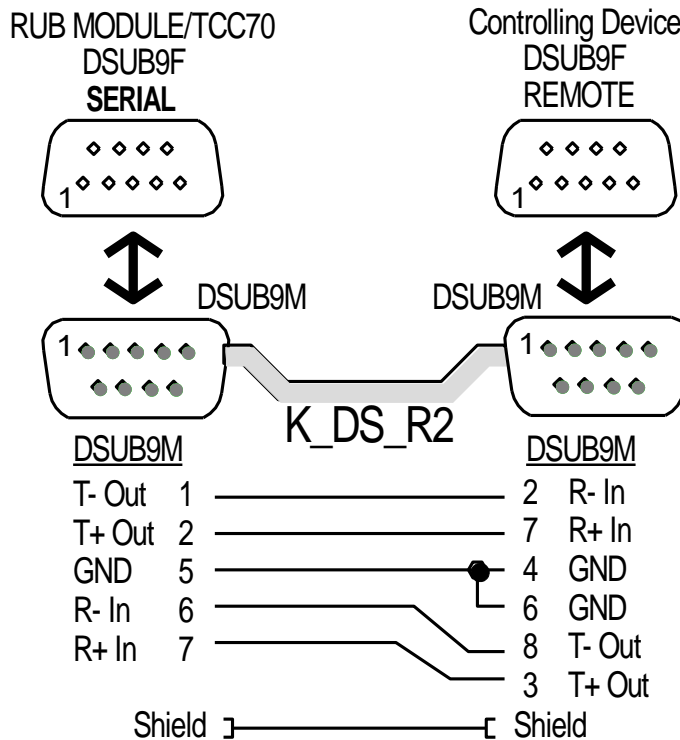 RUB MODULE/TCC70
DSUB9F
SERIAL
Controlling Device
DSUB9F
REMOTE
1
1
DSUB9M
DSUB9M
1
1
K_DS_R2
DSUB9M
DSUB9M
T- Out 1
2 R- In
T+ Out 2
7 R+ In
GND 5
4 GND
6 GND
R- In 6
8 T- Out
R+ In 7
3 T+ Out
Shield
Shield